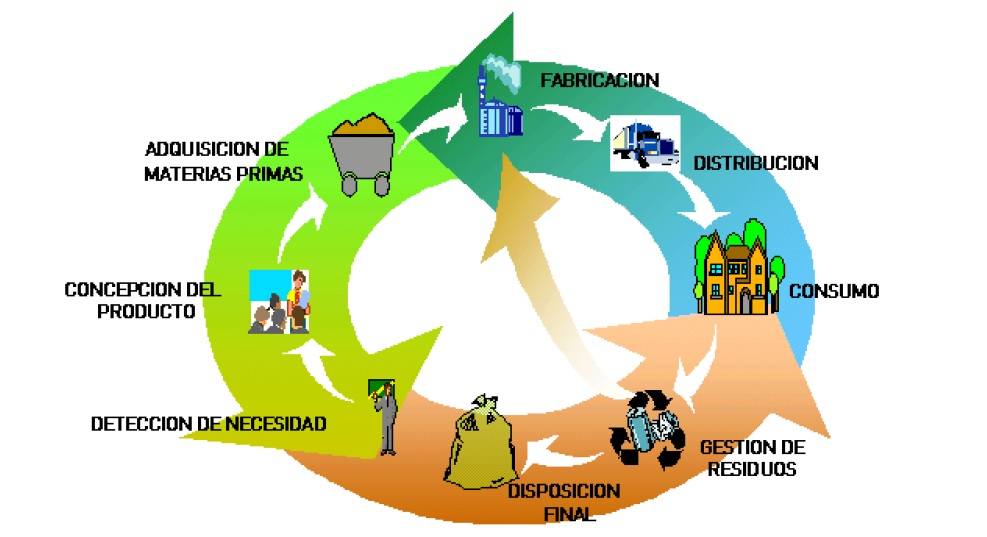 FABRICACION
DISTRIBUCION
CONSUMO
GESTION DE
RESIDUOS
DISPOSICION
FINAL
DETECCION DE NECESIDAD
CONCEPCION DEL
PRODUCTO
ADQUISICION DE
MATERIAS PRIMAS